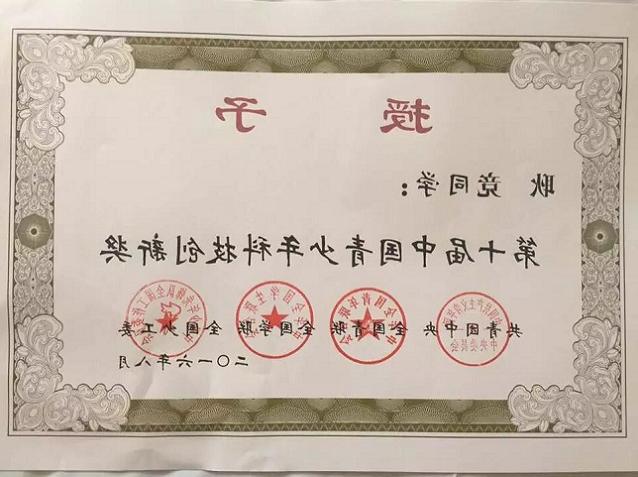 授予
耿竞同学：
第十届中国青少年科技创新奖
共青团中央 全国青联 全国学联 全国少工委
二〇一六年八月